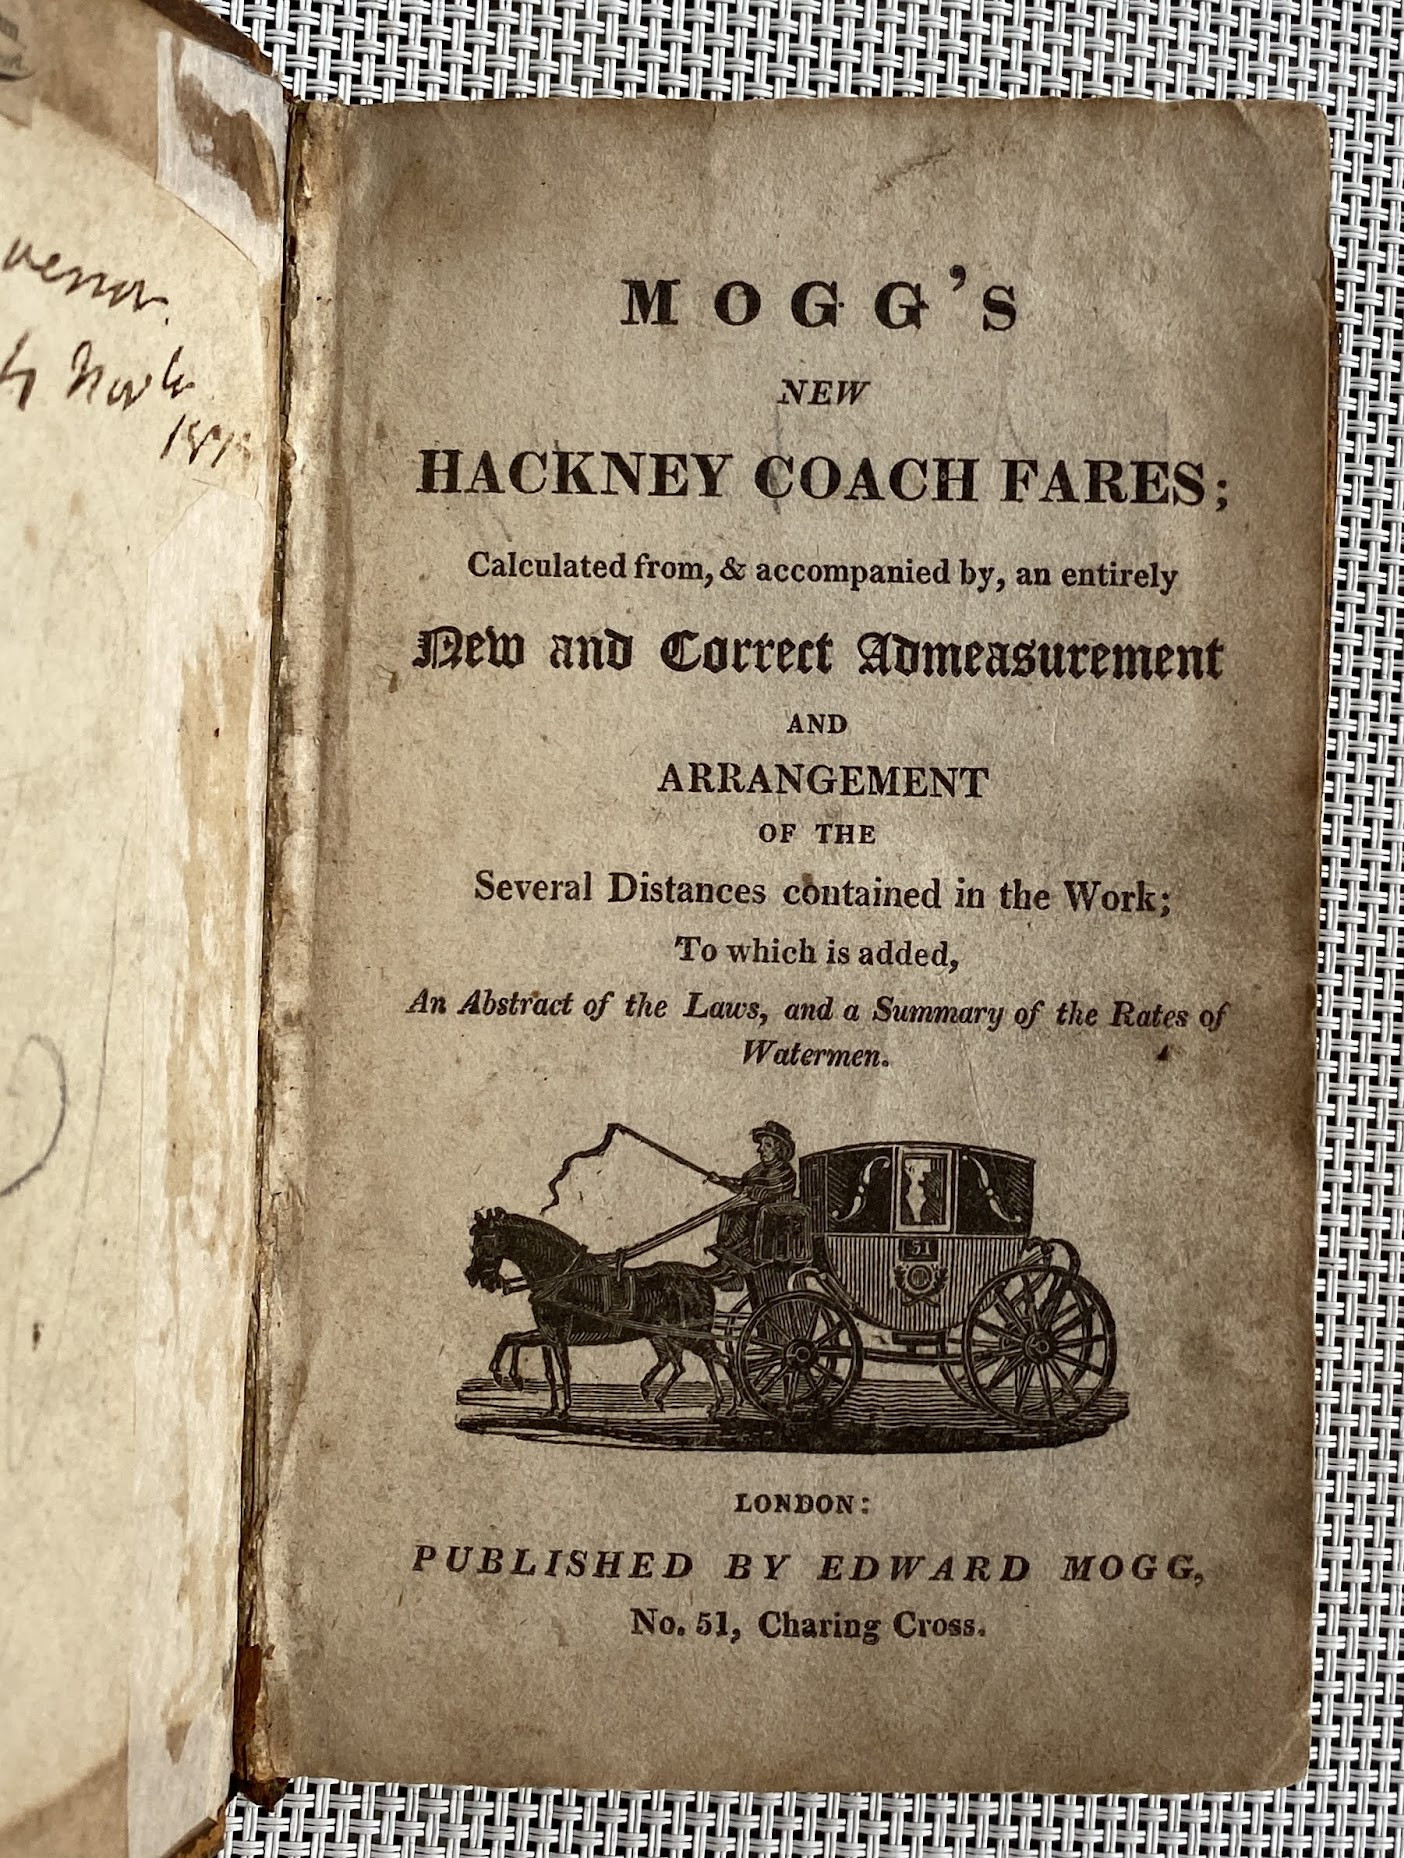 MOGG'S
NEW
HACKNEY COACH FARES;
Calculated from, & accompanied by, an entirely
New and Correct Admeasurement
AND
ARRANGEMENT
OF THE
Several Distances contained in the Work;
To which is added,
An Abstract of the Laws, and a Summary of the Rates of
Watermen.
51
LONDON:
PUBLISHED BY EDWARD MOGG,
No. 51, Charing Cross.